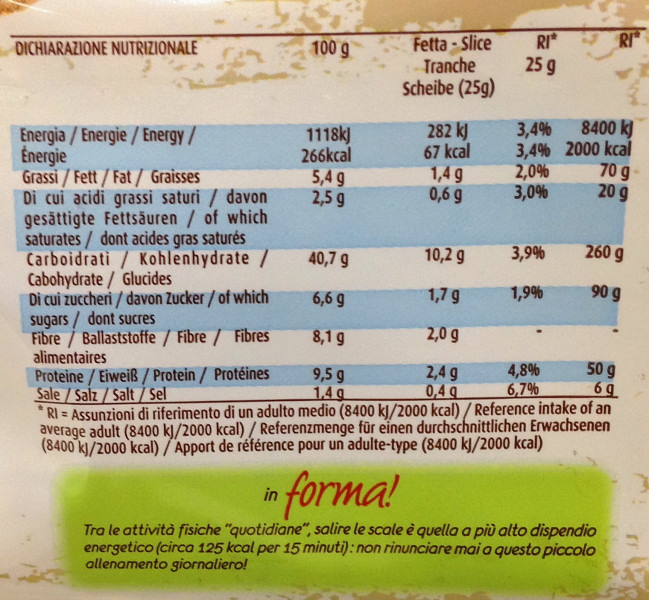 DICHIARAZIONE NUTRIZIONALE 100 g Fetta - Slice RI* RI*
Tranche 25 g
Scheibe (25g)
Energia / Energie / Energy / 1118kJ 282 kJ 3,4% 8400 kJ
Énergie 266kcal 67 kcal 3,4% 2000 kcal
Grassi / Fett / Fat / Graisses 5,4 g 1,4 g 2,0% 70 g
Di cui acidi grassi saturi / davon 2,5 g 0,6 g 3,0% 20 g
gesättigte Fettsäuren / of which
saturates / dont acides gras saturés
Carboidrati / Kohlenhydrate / 40,7 g 10,2 g 3,9% 260 g
Cabohydrate / Glucides
Di cui zuccheri / davon Zucker / of which 6,6 g 1,7 g 1,9% 90 g
sugars / dont sucres
Fibre / Ballaststoffe / Fibre / Fibres 8,1 g 2,0 g - -
alimentaires
Proteine / Eiweiß / Protein / Protéines 9,5 g 2,4 g 4,8% 50 g
Sale / Salz / Salt / Sel 1,4 g 0,4 g 6,7% 6 g
* RI = Assunzioni di riferimento di un adulto medio (8400 kJ/2000 kcal) / Reference intake of an
average adult (8400 kJ/2000 kcal) / Referenzmenge für einen durchschnittlichen Erwachsenen
(8400 kJ/2000 kcal) / Apport de référence pour un adulte-type (8400 kJ/2000 kcal)
in forma!
Tra le attività fisiche "quotidiane", salire le scale è quella a più alto dispendio
energetico (circa 125 kcal per 15 minuti): non rinunciare mai a questo piccolo
allenamento giornaliero!